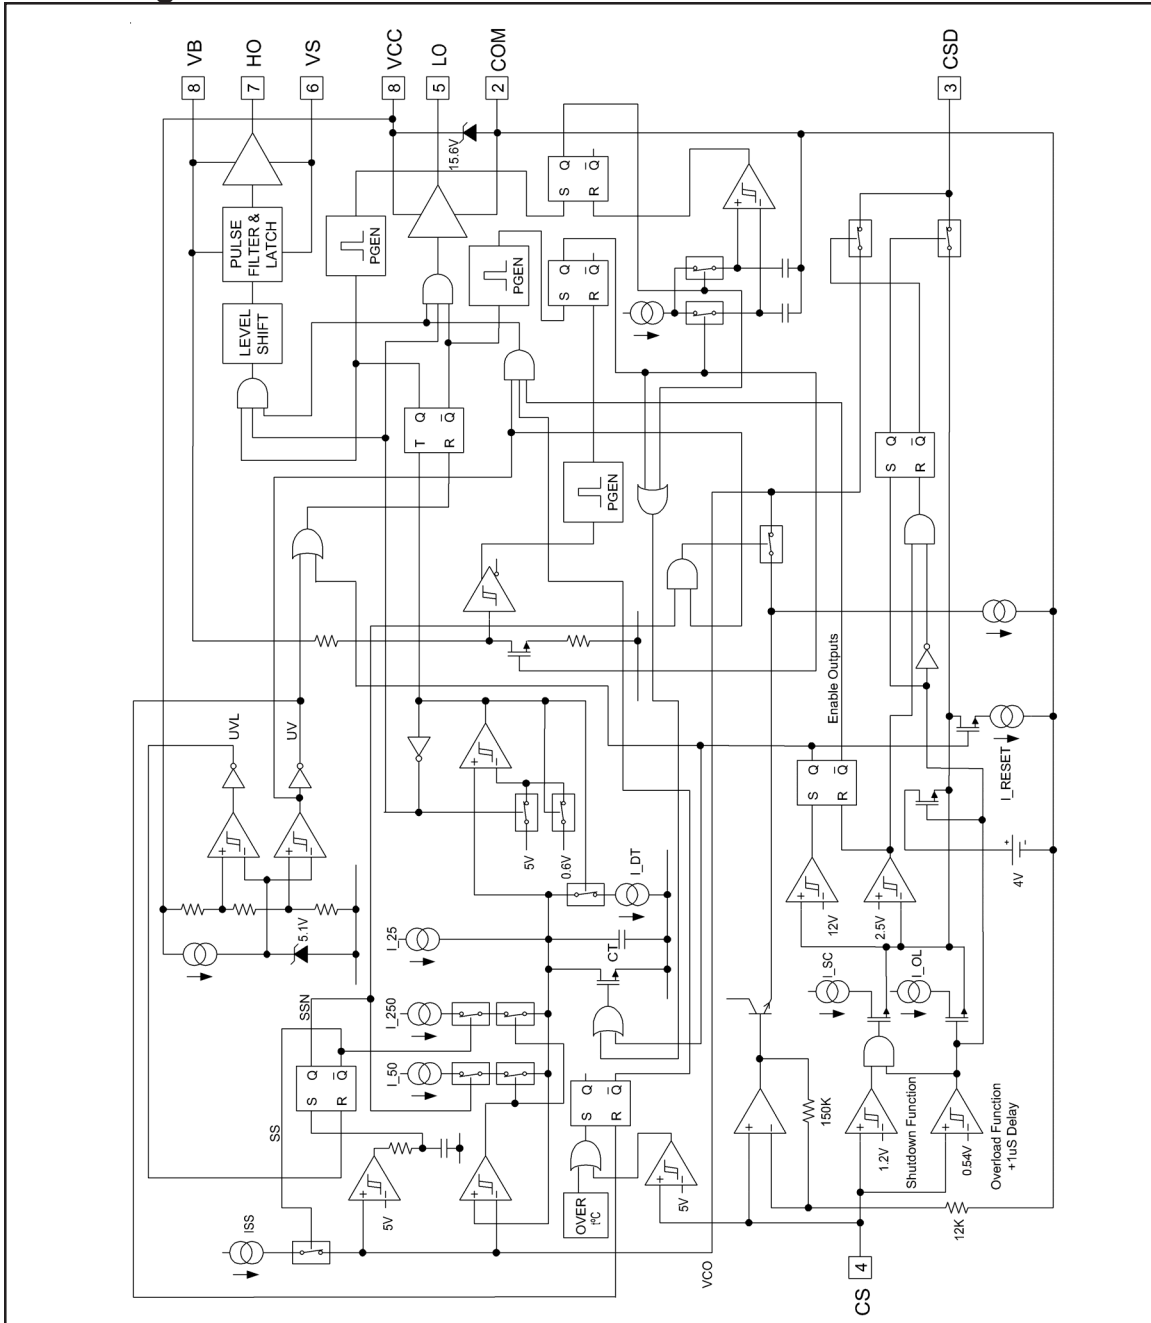 8
VB
7
HO
6
VS
8
VCC
5
LO
2
COM
3
CSD
4
CS
PULSE
FILTER &
LATCH
LEVEL
SHIFT
PGEN
15.6V
PGEN
S Q
R Q
S Q
R Q
T Q
R Q
PGEN
UVL
UV
5.1V
SSN
SS
S Q
R Q
ISS
5V
I_50
I_250
I_25
CT
I_DT
5V
0.6V
S Q
R Q
OVER
tºC
5V
VCO
Enable Outputs
S Q
R Q
S Q
R Q
I_RESET
4V
+
-
12V
2.5V
I_SC
I_OL
150K
12K
1.2V
Shutdown Function
0.54V
Overload Function
+1uS Delay